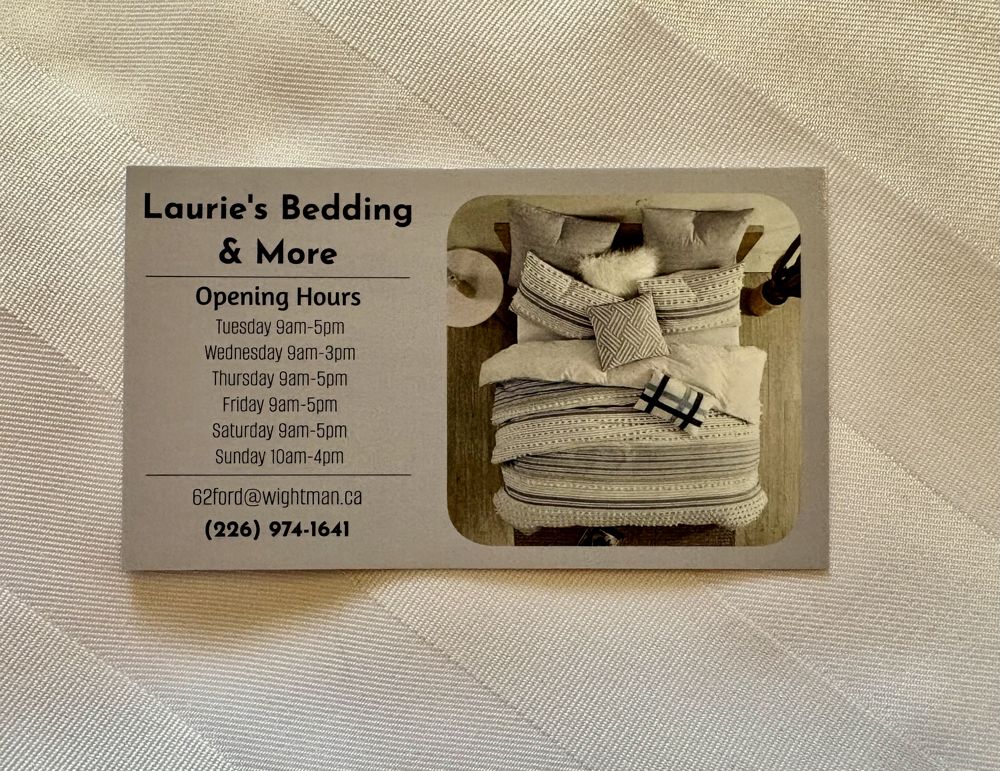 Laurie's Bedding
& More
Opening Hours
Tuesday 9am-5pm
Wednesday 9am-3pm
Thursday 9am-5pm
Friday 9am-5pm
Saturday 9am-5pm
Sunday 10am-4pm
62ford@wightman.ca
(226) 974-1641